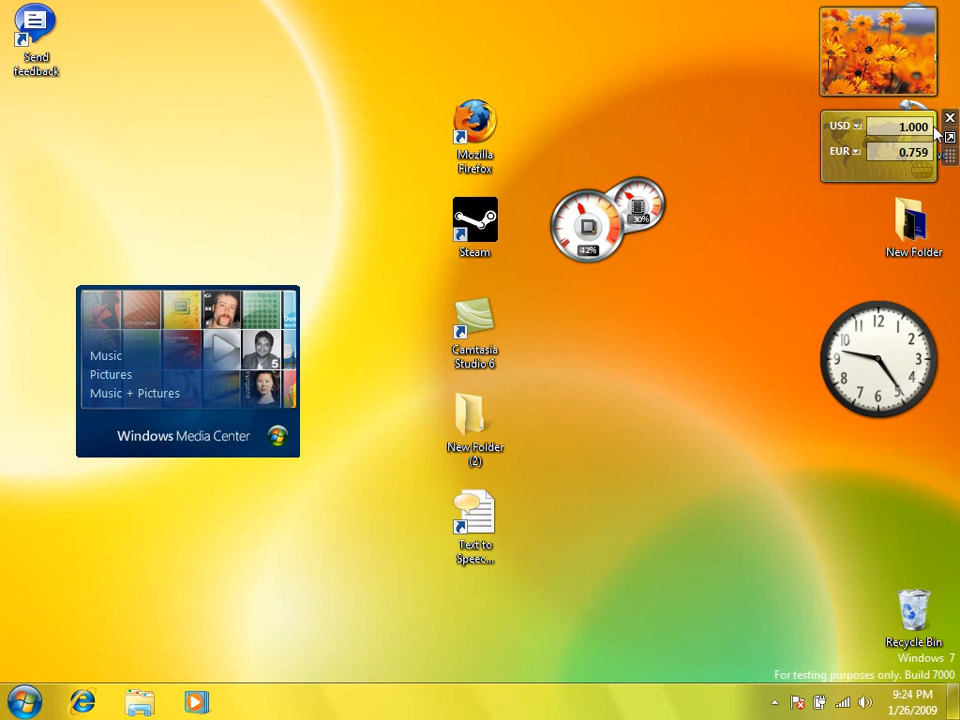 Send
feedback
Mozilla
Firefox
Steam
Camtasia
Studio 6
New Folder
(2)
Text to
Speec...
42%
30%
Music
Pictures
Music + Pictures
Windows Media Center
5
USD
1.000
EUR
0.759
New Folder
12
1
2
3
4
5
6
7
8
9
10
Recycle Bin
Windows 7
For testing purposes only. Build 7000
9:24 PM
1/26/2009